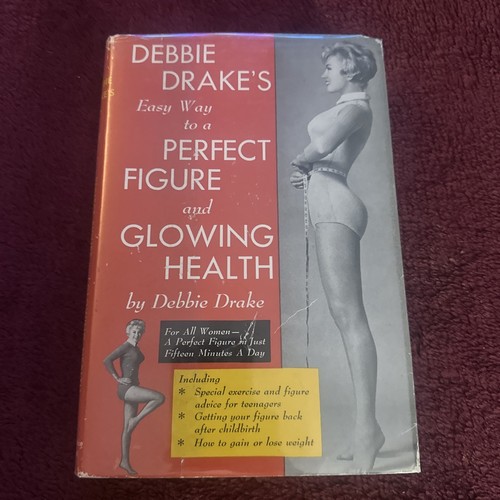 DEBBIE
DRAKE'S
Easy Way
to a
PERFECT
FIGURE
and
GLOWING
HEALTH
by Debbie Drake
For All Women—
A Perfect Figure in Just
Fifteen Minutes A Day
Including
* Special exercise and figure
advice for teenagers
* Getting your figure back
after childbirth
* How to gain or lose weight